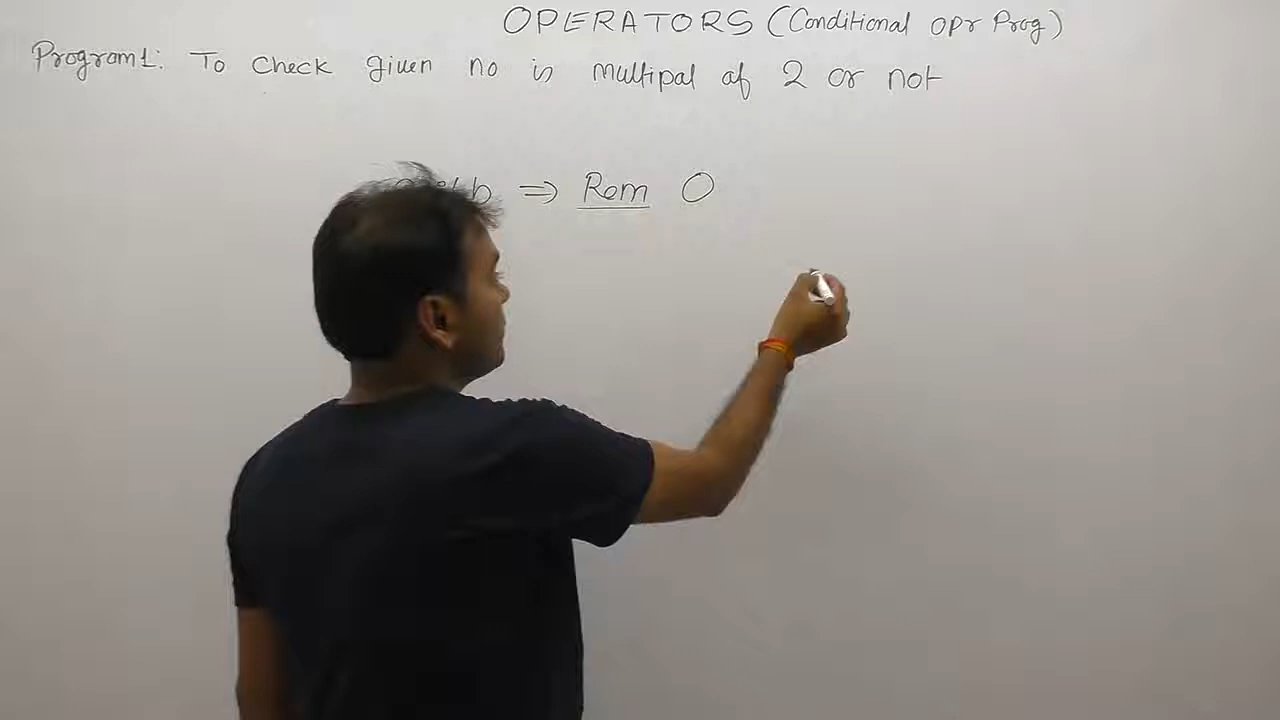 OPERATORS (Conditional opr Prog)
Program1: To check given no is multipal of 2 or not
b ⇒ Rem 0